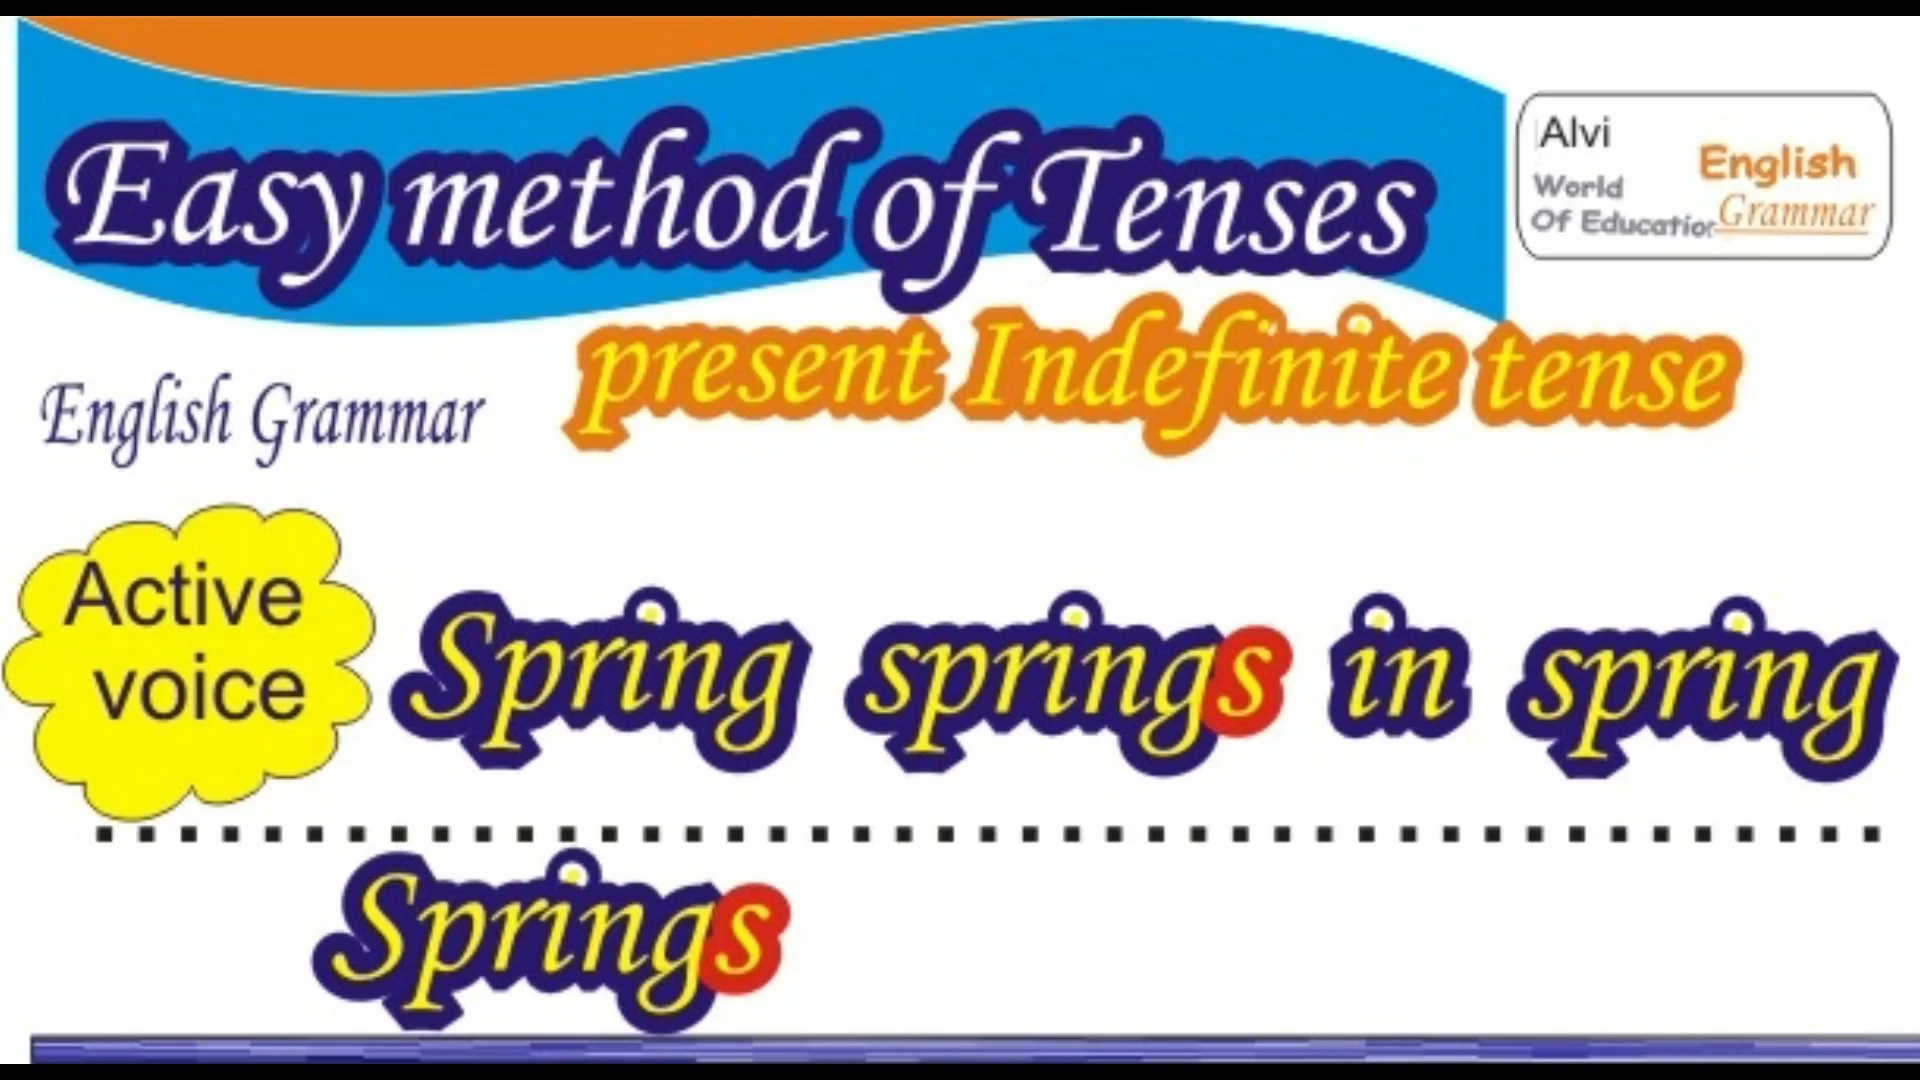 Easy method of Tenses
Alvi
World
Of Education
English
Grammar
present Indefinite tense
English Grammar
Active
voice
Spring springs in spring
Springs